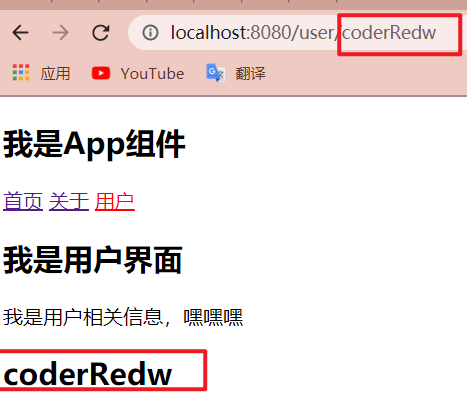 localhost:8080/user/coderRedw
应用 YouTube 翻译
我是App组件
首页 关于 用户
我是用户界面
我是用户相关信息，嘿嘿嘿
coderRedw